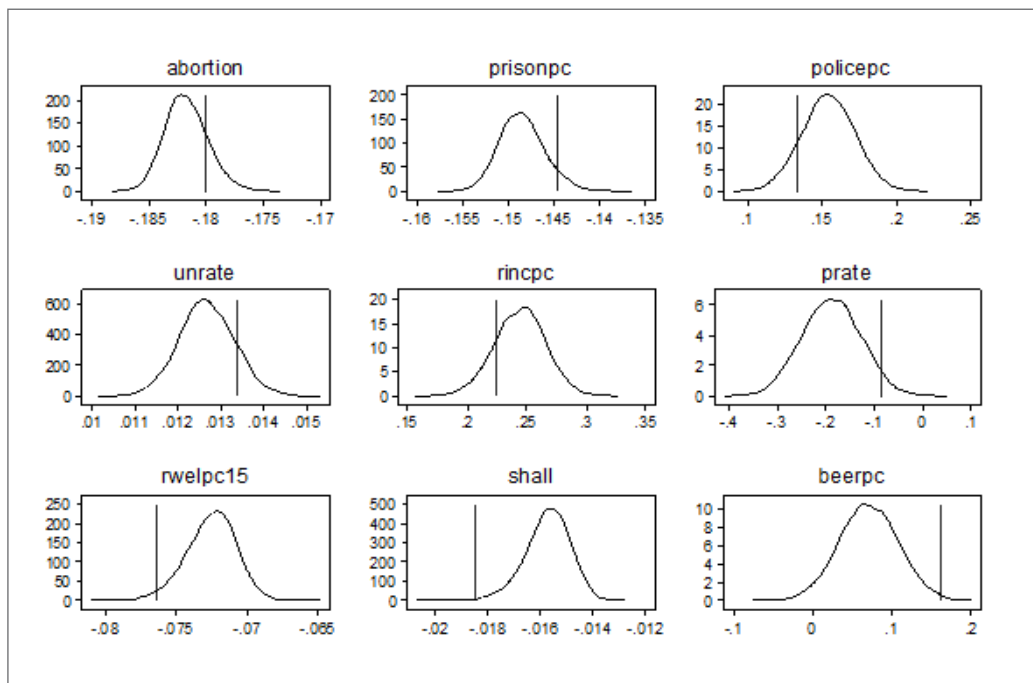 abortion
200
150
100
50
0
-.19 -.185 -.18 -.175 -.17
prisonpc
200
150
100
50
0
-.16 -.155 -.15 -.145 -.14 -.135
policepc
20
15
10
5
0
.1 .15 .2 .25
unrate
600
400
200
0
.01 .011 .012 .013 .014 .015
rincpc
20
15
10
5
0
.15 .2 .25 .3 .35
prate
6
4
2
0
-.4 -.3 -.2 -.1 0 .1
rwelpc15
250
200
150
100
50
0
-.08 -.075 -.07 -.065
shall
500
400
300
200
100
0
-.02 -.018 -.016 -.014 -.012
beerpc
10
8
6
4
2
0
-.1 0 .1 .2